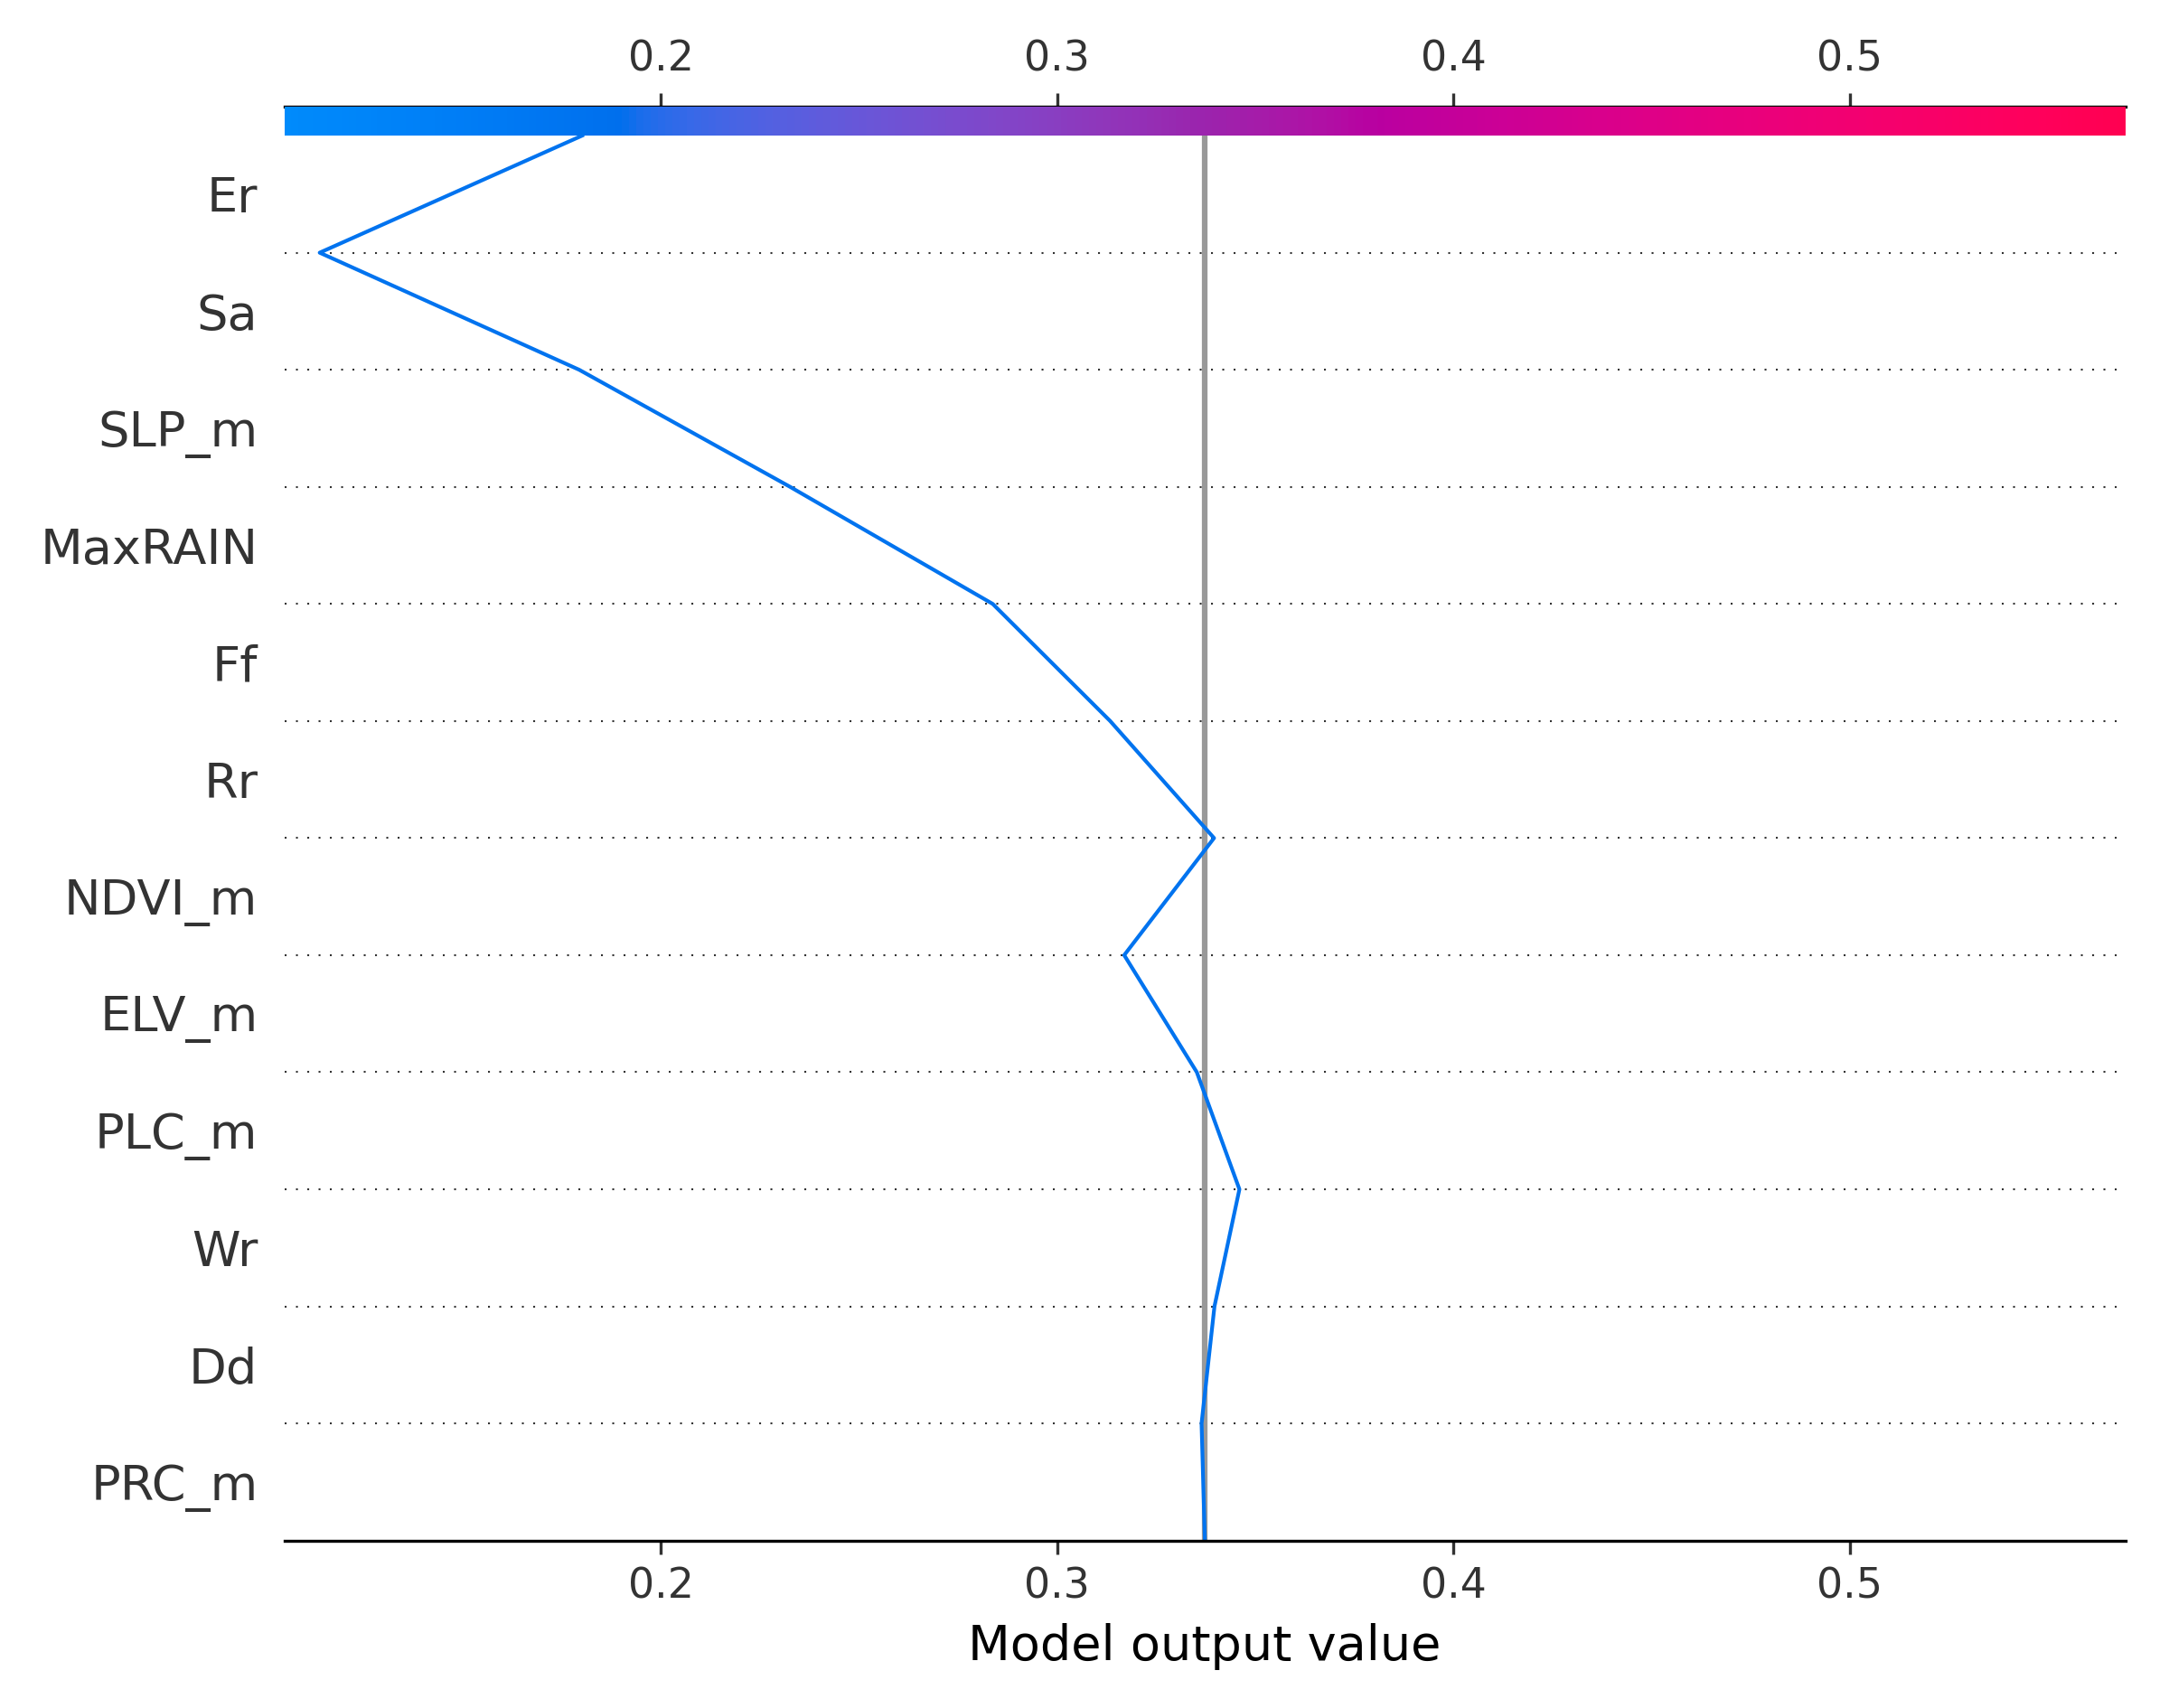 0.2 0.3 0.4 0.5
Er
Sa
SLP_m
MaxRAIN
Ff
Rr
NDVI_m
ELV_m
PLC_m
Wr
Dd
PRC_m
0.2 0.3 0.4 0.5
Model output value